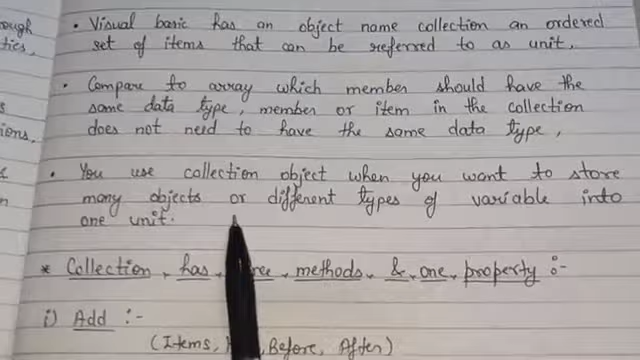 rough
tics,
• Visual basic has an object name collection an ordered
set of items that can be referred to as unit.
• Compare to array which member should have the
same data type, member or item in the collection
ions,
does not need to have the same data type,
• You use collection object when you want to store
many objects or different types of variable into
one unit.
* Collection, has, methods, &, one, property :-
i) Add :-
(Items, Before, After)